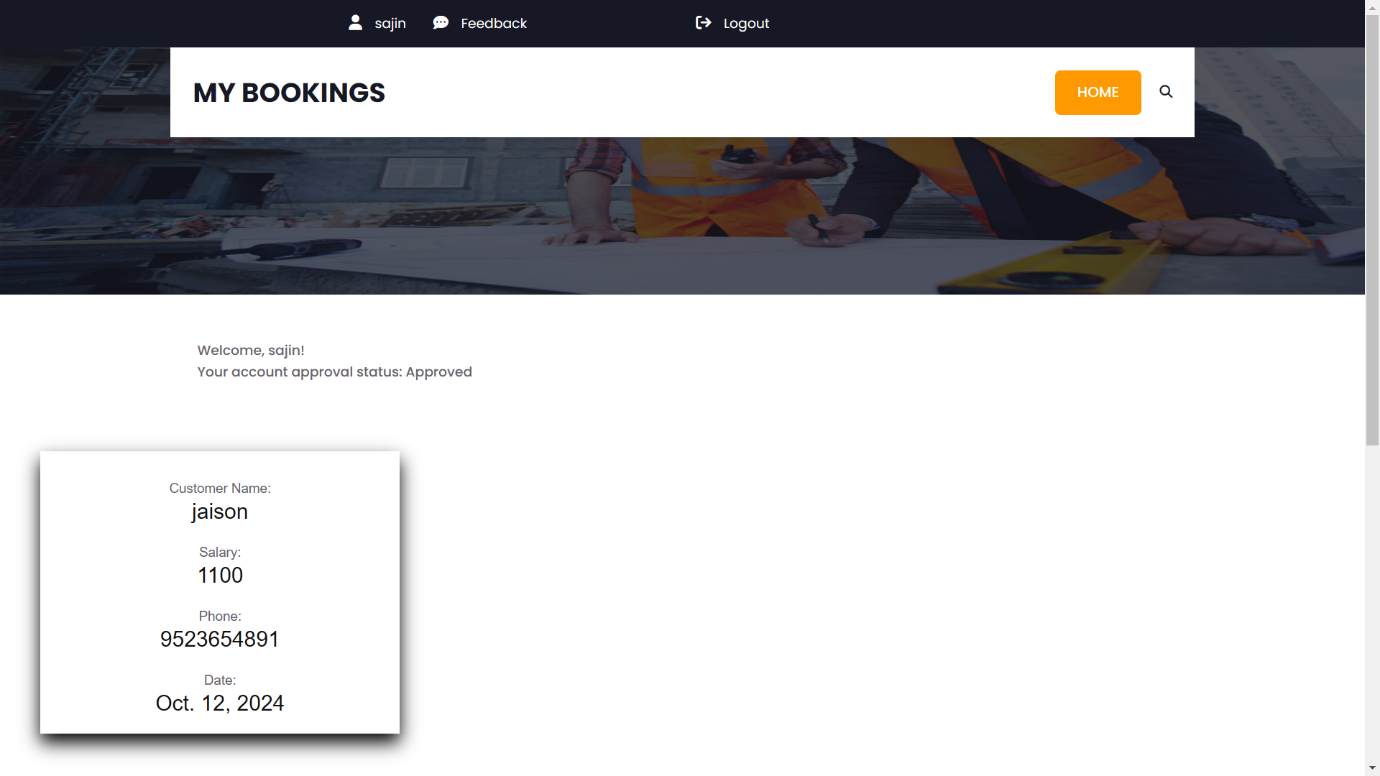 sajin Feedback Logout
MY BOOKINGS HOME
Welcome, sajin!
Your account approval status: Approved
Customer Name:
jaison
Salary:
1100
Phone:
9523654891
Date:
Oct. 12, 2024